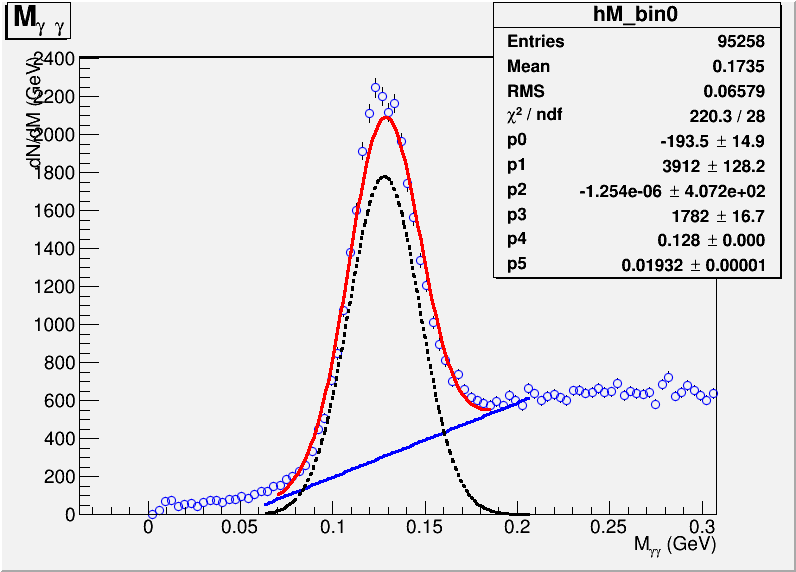 M γ γ
hM_bin0
Entries 95258
Mean 0.1735
RMS 0.06579
χ² / ndf 220.3 / 28
p0 -193.5 ± 14.9
p1 3912 ± 128.2
p2 -1.254e-06 ± 4.072e+02
p3 1782 ± 16.7
p4 0.128 ± 0.000
p5 0.01932 ± 0.00001
dN/dM (GeV)
2400
2200
2000
1800
1600
1400
1200
1000
800
600
400
200
0
0 0.05 0.1 0.15 0.2 0.25 0.3
Mγγ (GeV)